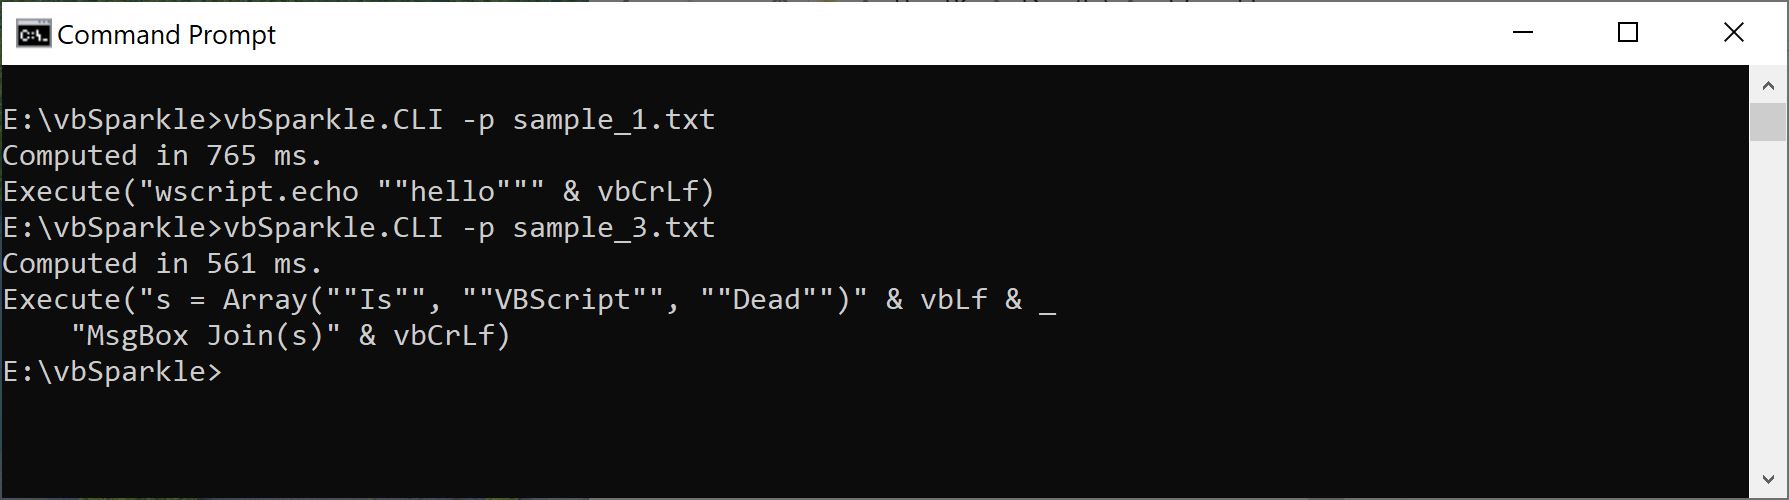 Command Prompt
E:\vbSparkle>vbSparkle.CLI -p sample_1.txt
Computed in 765 ms.
Execute("wscript.echo ""hello""" & vbCrLf)
E:\vbSparkle>vbSparkle.CLI -p sample_3.txt
Computed in 561 ms.
Execute("s = Array(""Is"", ""VBScript"", ""Dead"")" & vbLf & _
    "MsgBox Join(s)" & vbCrLf)
E:\vbSparkle>